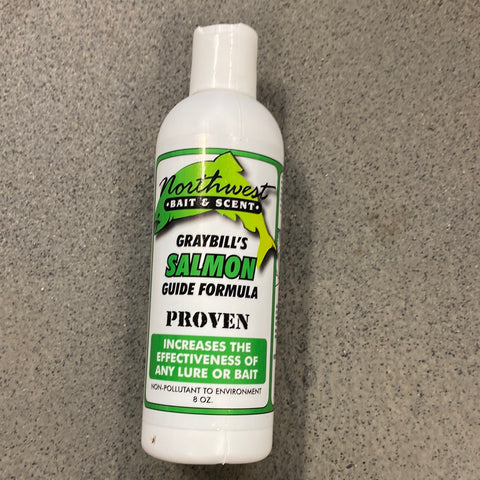 Northwest
•BAIT & SCENT•
GRAYBILL'S
SALMON
GUIDE FORMULA
PROVEN
INCREASES THE
EFFECTIVENESS OF
ANY LURE OR BAIT
NON-POLLUTANT TO ENVIRONMENT
8 OZ.